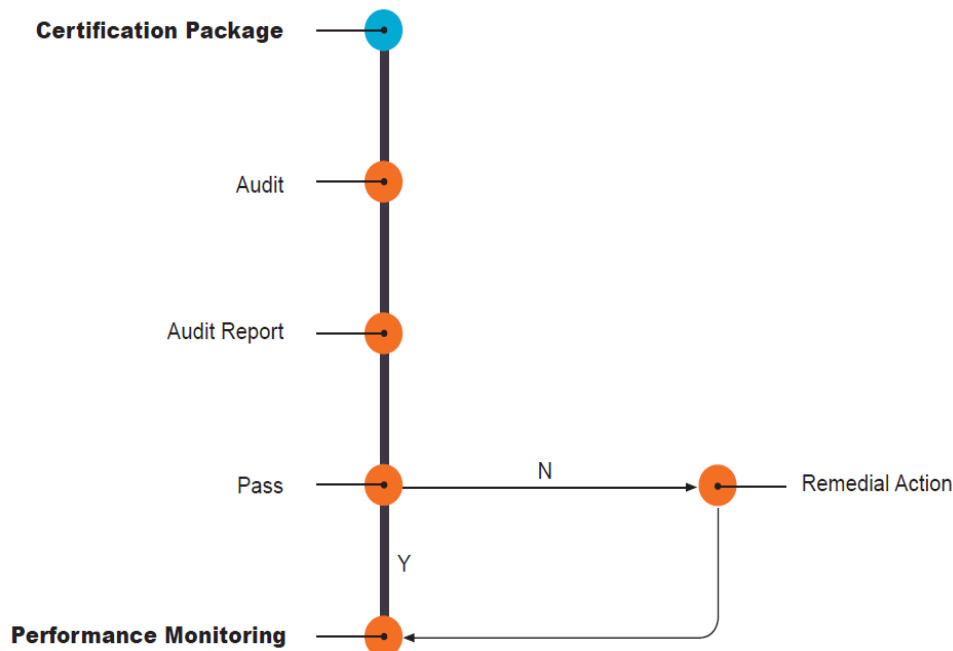 Certification Package
Audit
Audit Report
Pass
N
Remedial Action
Y
Performance Monitoring